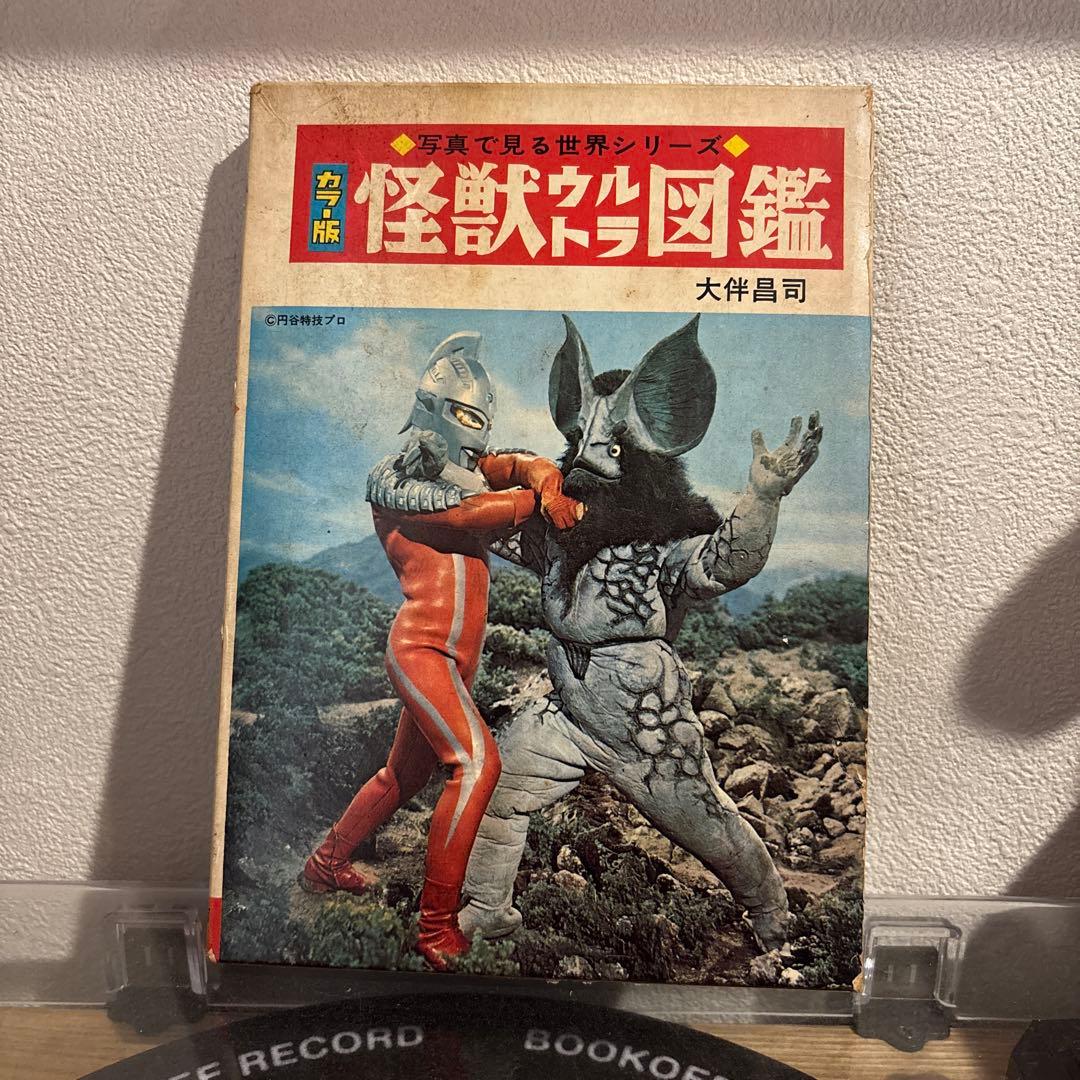 ◆写真で見る世界シリーズ◆
カラー版
怪獣ウルトラ図鑑
大伴昌司
©円谷特技プロ
RECORD